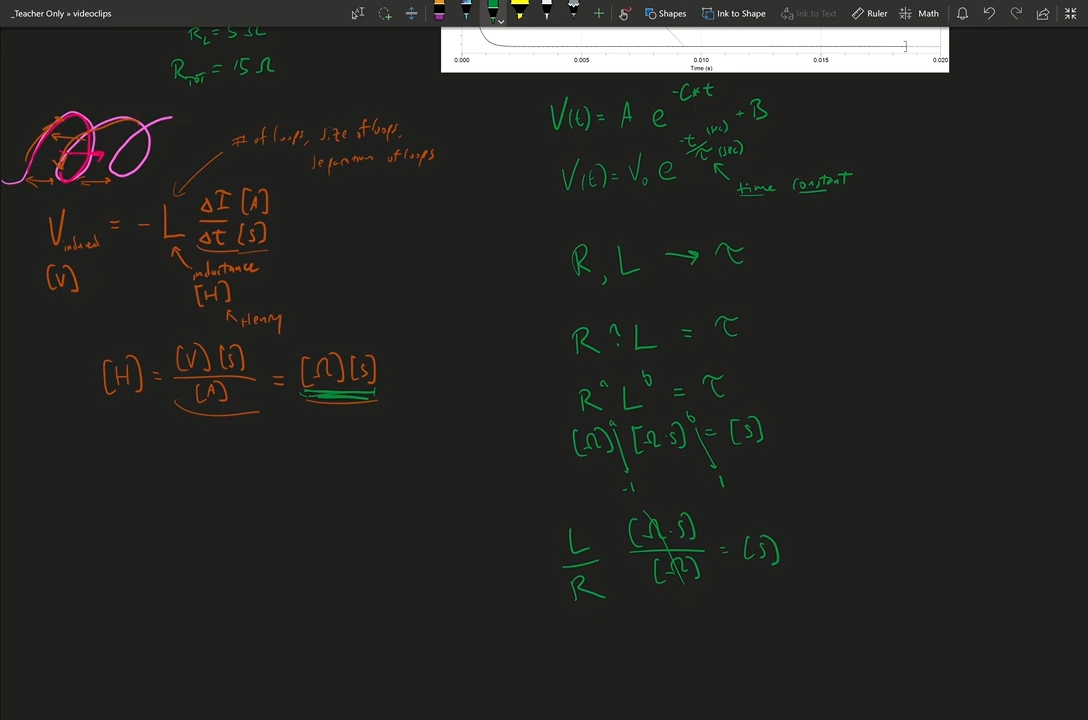 _Teacher Only » videoclips
Shapes
Ink to Shape
Ink to Text
Ruler
Math
R_L = 5 Ω
R_TOT = 15 Ω
0.000 0.005 0.010 0.015 0.020
Time (s)
# of loops, size of loops,
separation of loops
V_induced = - L ΔI [A] / Δt [S]
[V]
inductance
[H]
Henry
[H] = [V][S] / [A] = [Ω][S]
V(t) = A e^(-C*t) + B
V(t) = V₀ e^(-t (sec) / τ (sec))
time constant
R, L → τ
R ? L = τ
R^a L^b = τ
[Ω]^a [Ω·S]^b = [S]
-1 1
L / R [Ω·S] / [Ω] = [S]